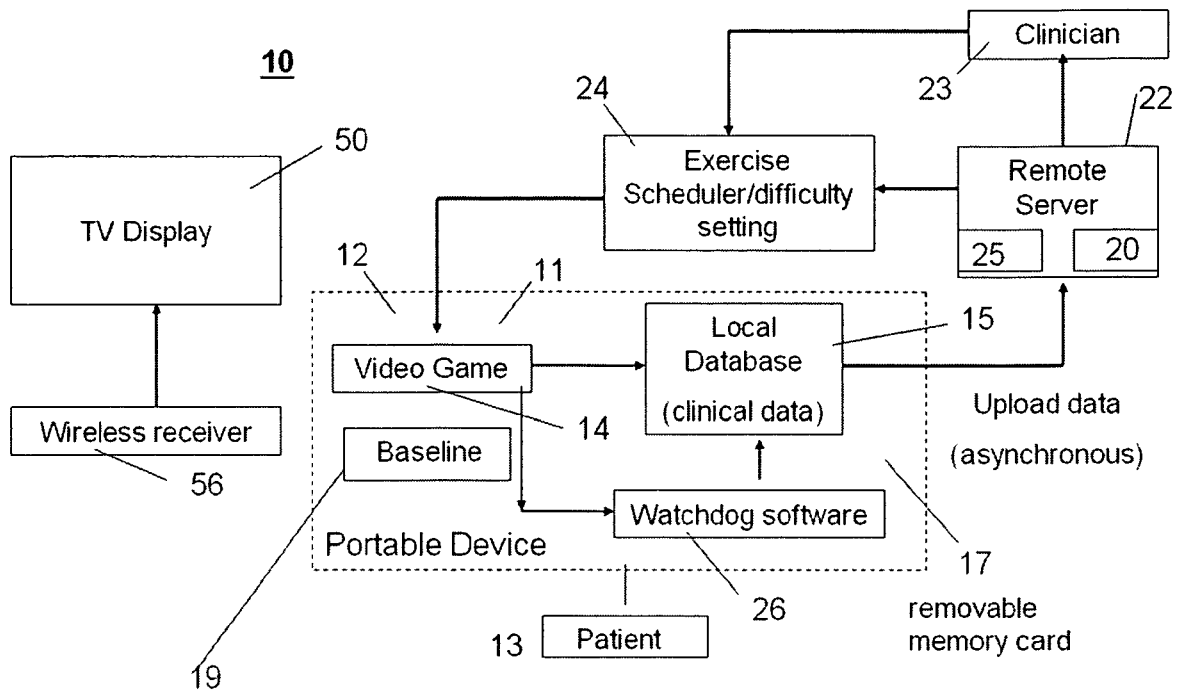 10
Clinician
23
22
24
50
Exercise
Scheduler/difficulty
setting
Remote
Server
25
20
TV Display
12
11
15
Local
Database
(clinical data)
Video Game
14
Upload data
(asynchronous)
Wireless receiver
56
Baseline
Watchdog software
Portable Device
17
26
removable
memory card
13
Patient
19